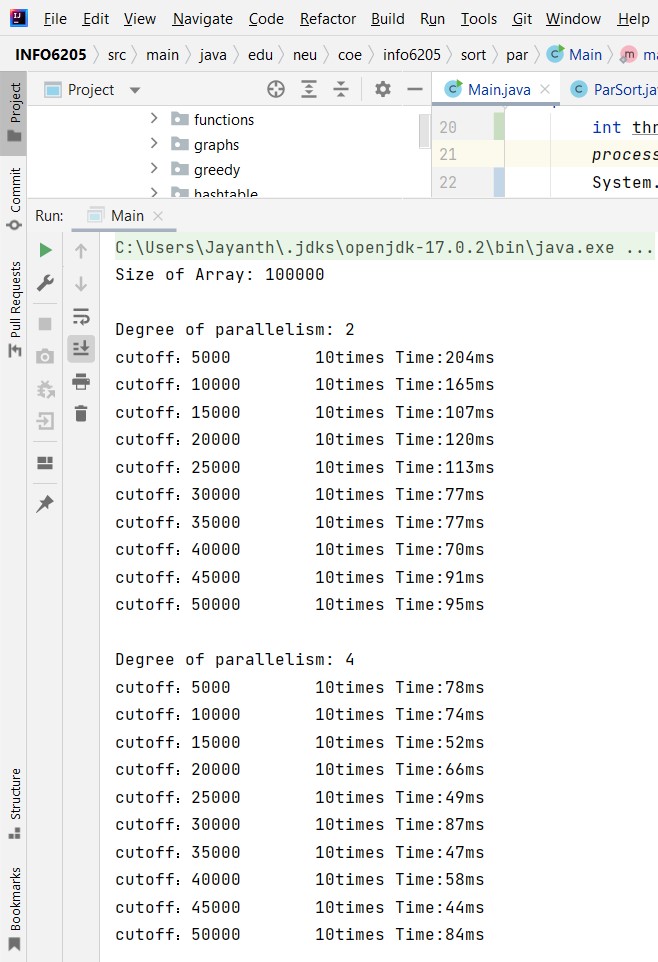 File Edit View Navigate Code Refactor Build Run Tools Git Window Help
INFO6205 src main java edu neu coe info6205 sort par Main m ma
Project
Project
Main.java
ParSort.ja
functions
graphs
greedy
hashtable
20 int thr
21 process
22 System.
Commit
Pull Requests
Structure
Bookmarks
Run: Main
C:\Users\Jayanth\.jdks\openjdk-17.0.2\bin\java.exe ...
Size of Array: 100000
Degree of parallelism: 2
cutoff：5000 10times Time:204ms
cutoff：10000 10times Time:165ms
cutoff：15000 10times Time:107ms
cutoff：20000 10times Time:120ms
cutoff：25000 10times Time:113ms
cutoff：30000 10times Time:77ms
cutoff：35000 10times Time:77ms
cutoff：40000 10times Time:70ms
cutoff：45000 10times Time:91ms
cutoff：50000 10times Time:95ms
Degree of parallelism: 4
cutoff：5000 10times Time:78ms
cutoff：10000 10times Time:74ms
cutoff：15000 10times Time:52ms
cutoff：20000 10times Time:66ms
cutoff：25000 10times Time:49ms
cutoff：30000 10times Time:87ms
cutoff：35000 10times Time:47ms
cutoff：40000 10times Time:58ms
cutoff：45000 10times Time:44ms
cutoff：50000 10times Time:84ms